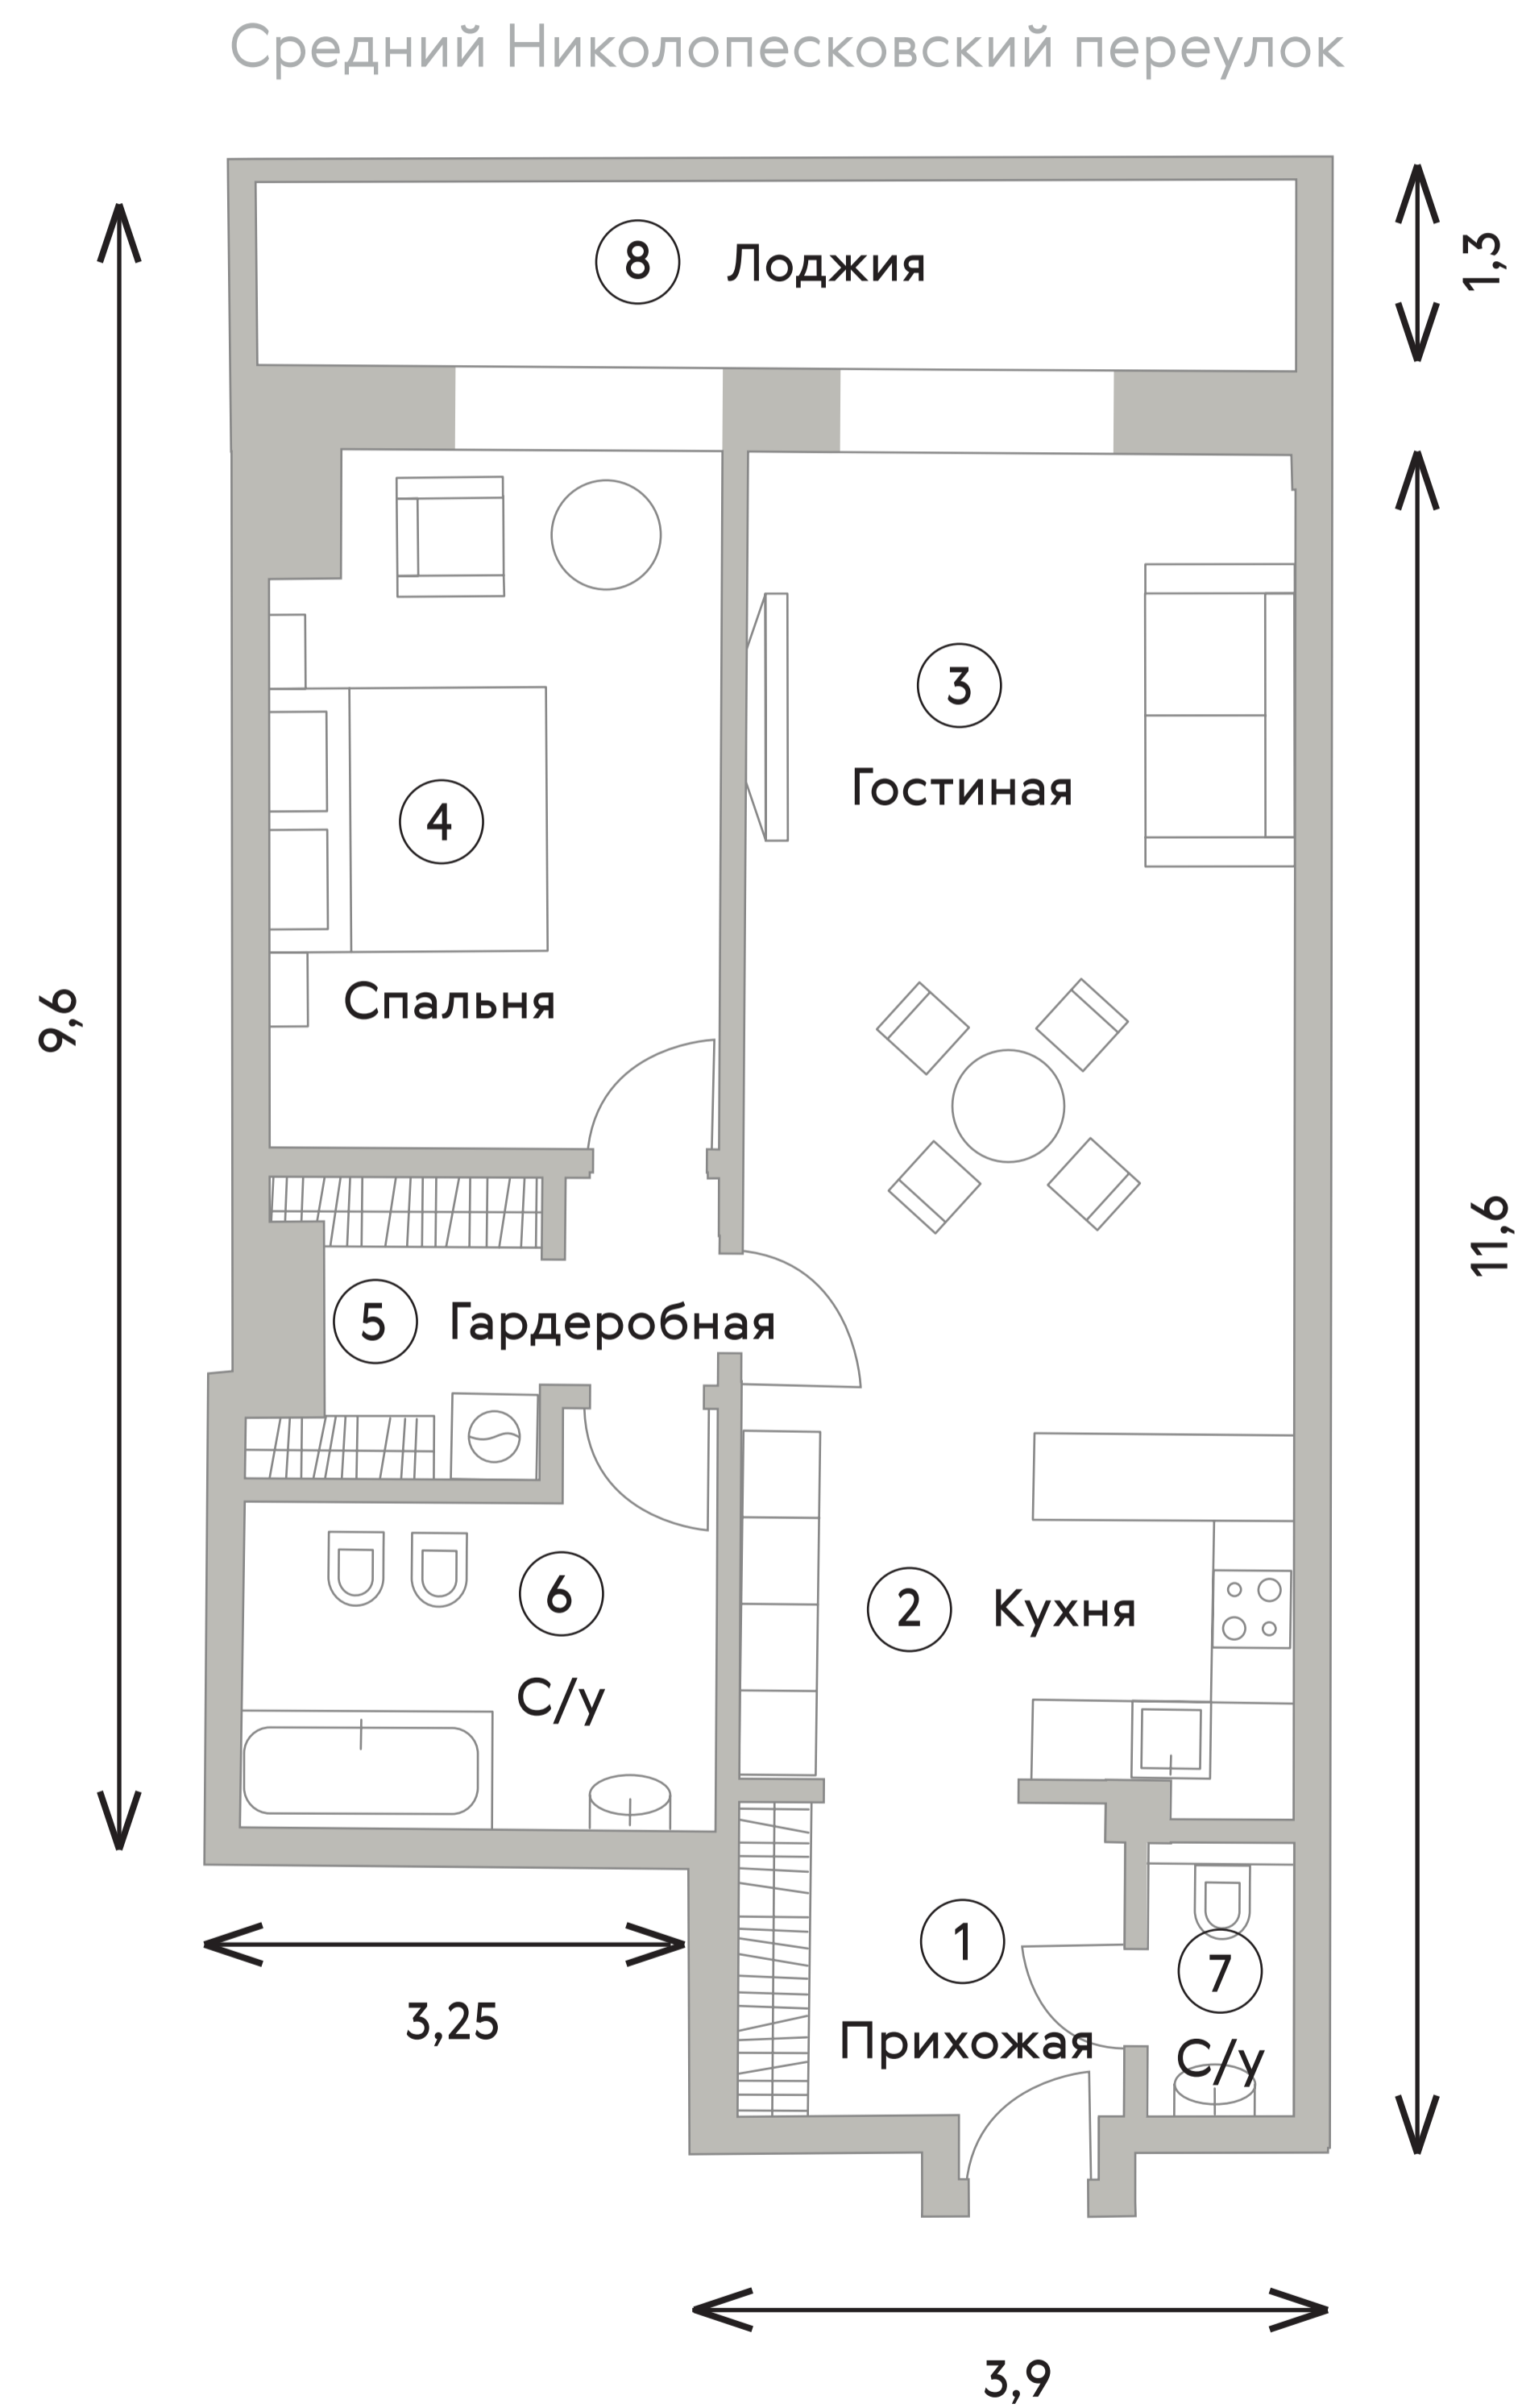 Средний Николопесковский переулок
8 Лоджия
1,3
3
Гостиная
4
Спальня
9,6
11,6
5 Гардеробная
6
С/у
2 Кухня
1
Прихожая
7
С/у
3,25
3,9